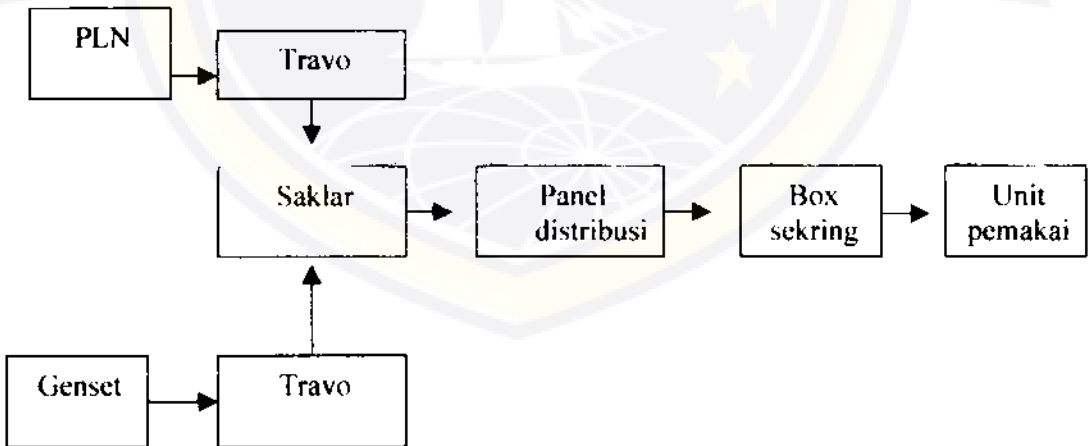 PLN
Travo
Saklar
Panel
distribusi
Box
sekring
Unit
pemakai
Genset
Travo